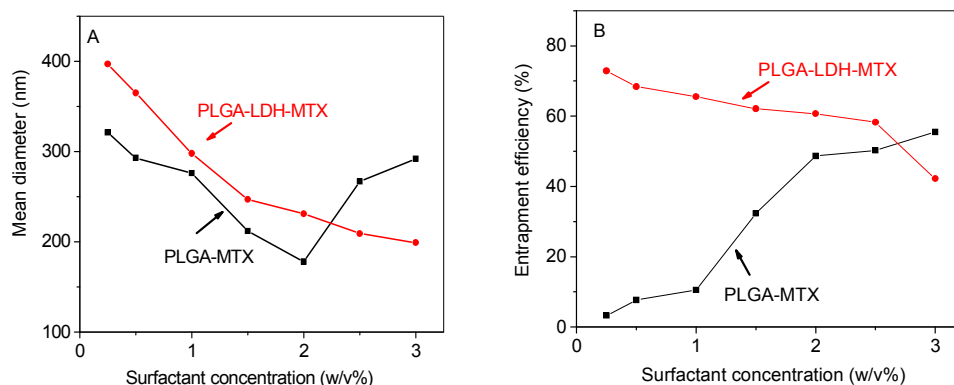 A
Mean diameter (nm)
400
300
200
100
PLGA-LDH-MTX
PLGA-MTX
0 1 2 3
Surfactant concentration (w/v%)
B
Entrapment efficiency (%)
80
60
40
20
0
PLGA-LDH-MTX
PLGA-MTX
0 1 2 3
Surfactant concentration (w/v%)